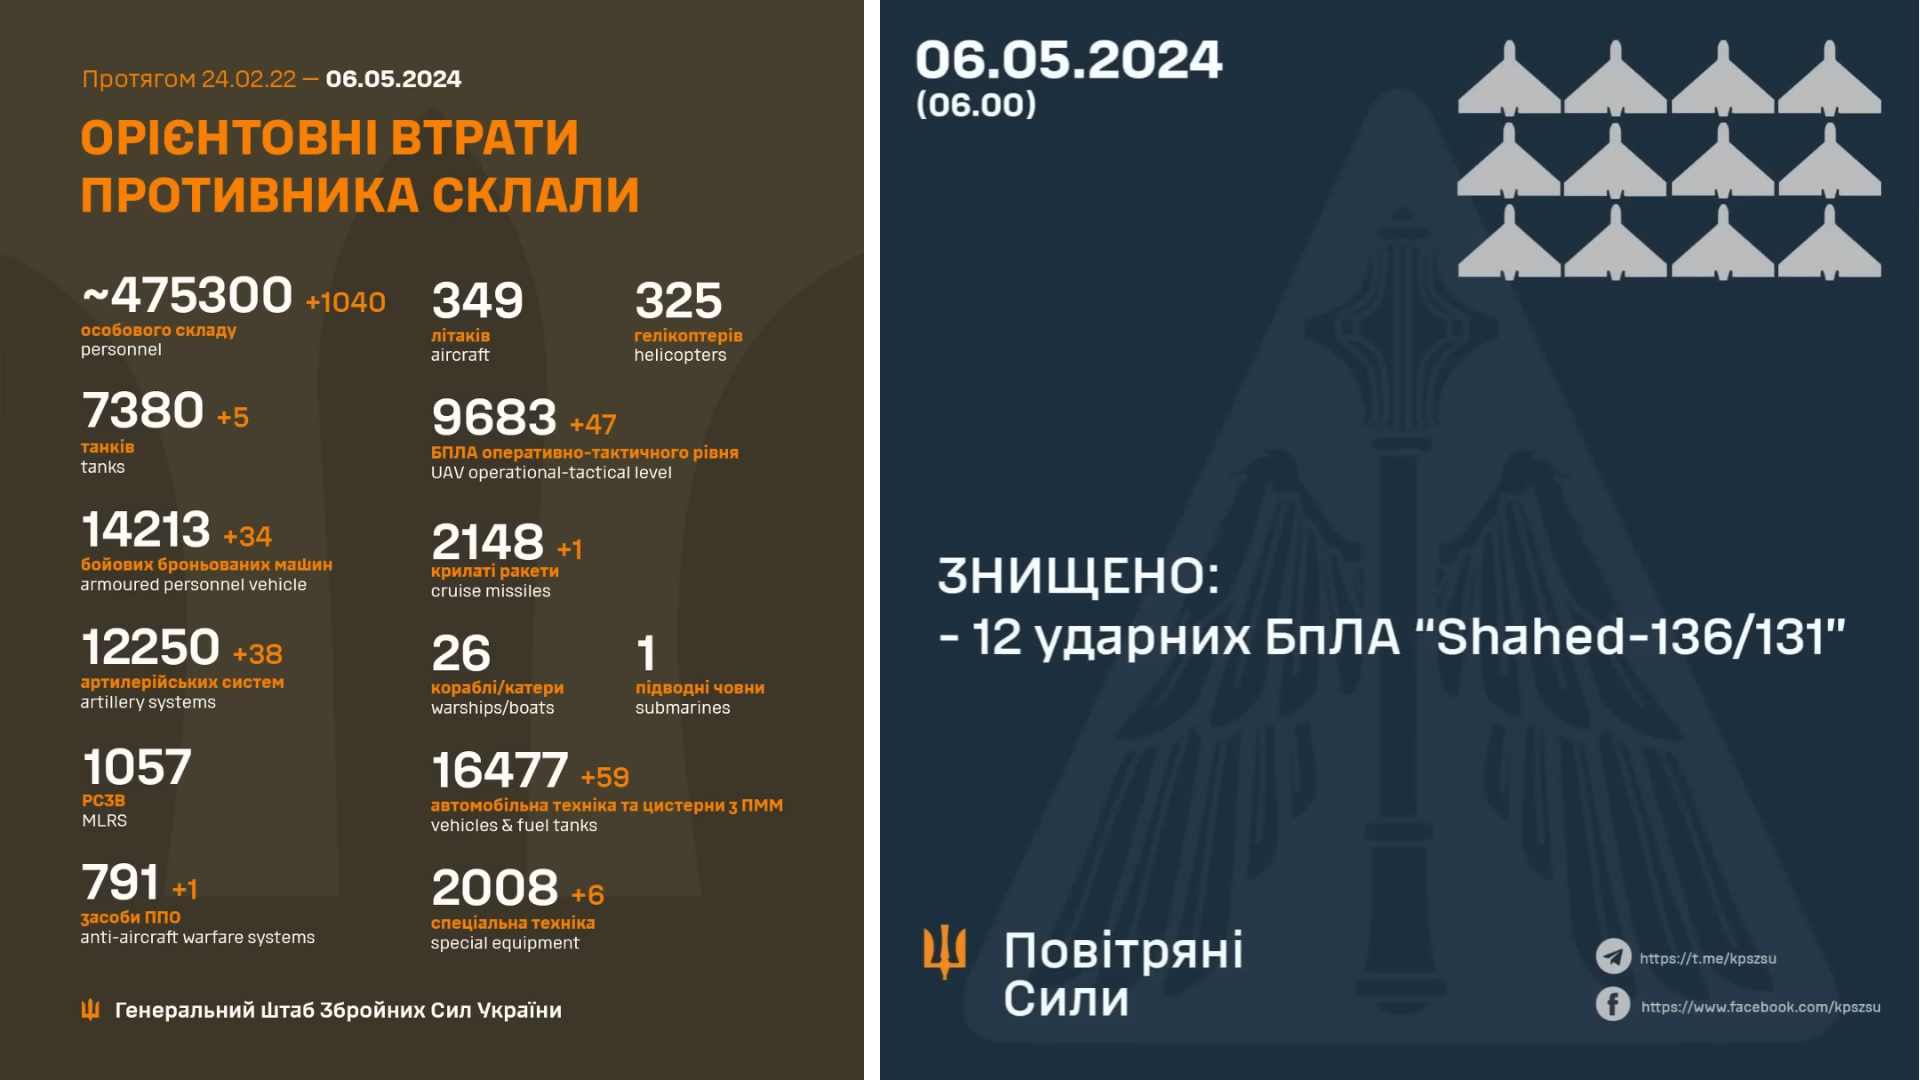 Протягом 24.02.22 — 06.05.2024
ОРІЄНТОВНІ ВТРАТИ
ПРОТИВНИКА СКЛАЛИ
~475300 +1040
особового складу
personnel
7380 +5
танків
tanks
14213 +34
бойових броньованих машин
armoured personnel vehicle
12250 +38
артилерійських систем
artillery systems
1057
РСЗВ
MLRS
791 +1
засоби ППО
anti-aircraft warfare systems
349
літаків
aircraft
325
гелікоптерів
helicopters
9683 +47
БПЛА оперативно-тактичного рівня
UAV operational-tactical level
2148 +1
крилаті ракети
cruise missiles
26
кораблі/катери
warships/boats
1
підводні човни
submarines
16477 +59
автомобільна техніка та цистерни з ПММ
vehicles & fuel tanks
2008 +6
спеціальна техніка
special equipment
Генеральний штаб Збройних Сил України
06.05.2024
(06.00)
ЗНИЩЕНО:
- 12 ударних БпЛА “Shahed-136/131”
Повітряні
Сили
https://t.me/kpszsu
https://www.facebook.com/kpszsu